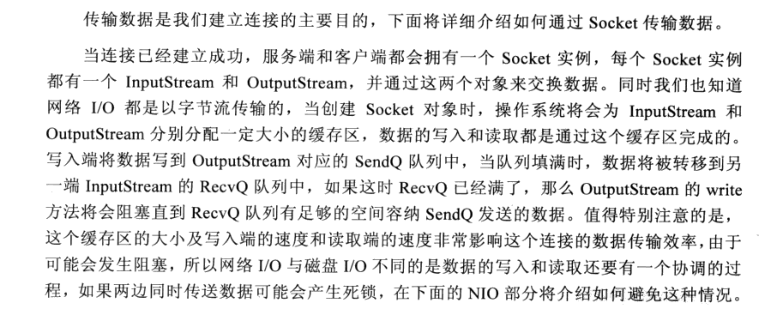 传输数据是我们建立连接的主要目的，下面将详细介绍如何通过 Socket 传输数据。
当连接已经建立成功，服务端和客户端都会拥有一个 Socket 实例，每个 Socket 实例
都有一个 InputStream 和 OutputStream，并通过这两个对象来交换数据。同时我们也知道
网络 I/O 都是以字节流传输的，当创建 Socket 对象时，操作系统将会为 InputStream 和
OutputStream 分别分配一定大小的缓存区，数据的写入和读取都是通过这个缓存区完成的。
写入端将数据写到 OutputStream 对应的 SendQ 队列中，当队列填满时，数据将被转移到另
一端 InputStream 的 RecvQ 队列中，如果这时 RecvQ 已经满了，那么 OutputStream 的 write
方法将会阻塞直到 RecvQ 队列有足够的空间容纳 SendQ 发送的数据。值得特别注意的是，
这个缓存区的大小及写入端的速度和读取端的速度非常影响这个连接的数据传输效率，由于
可能会发生阻塞，所以网络 I/O 与磁盘 I/O 不同的是数据的写入和读取还要有一个协调的过
程，如果两边同时传送数据可能会产生死锁，在下面的 NIO 部分将介绍如何避免这种情况。